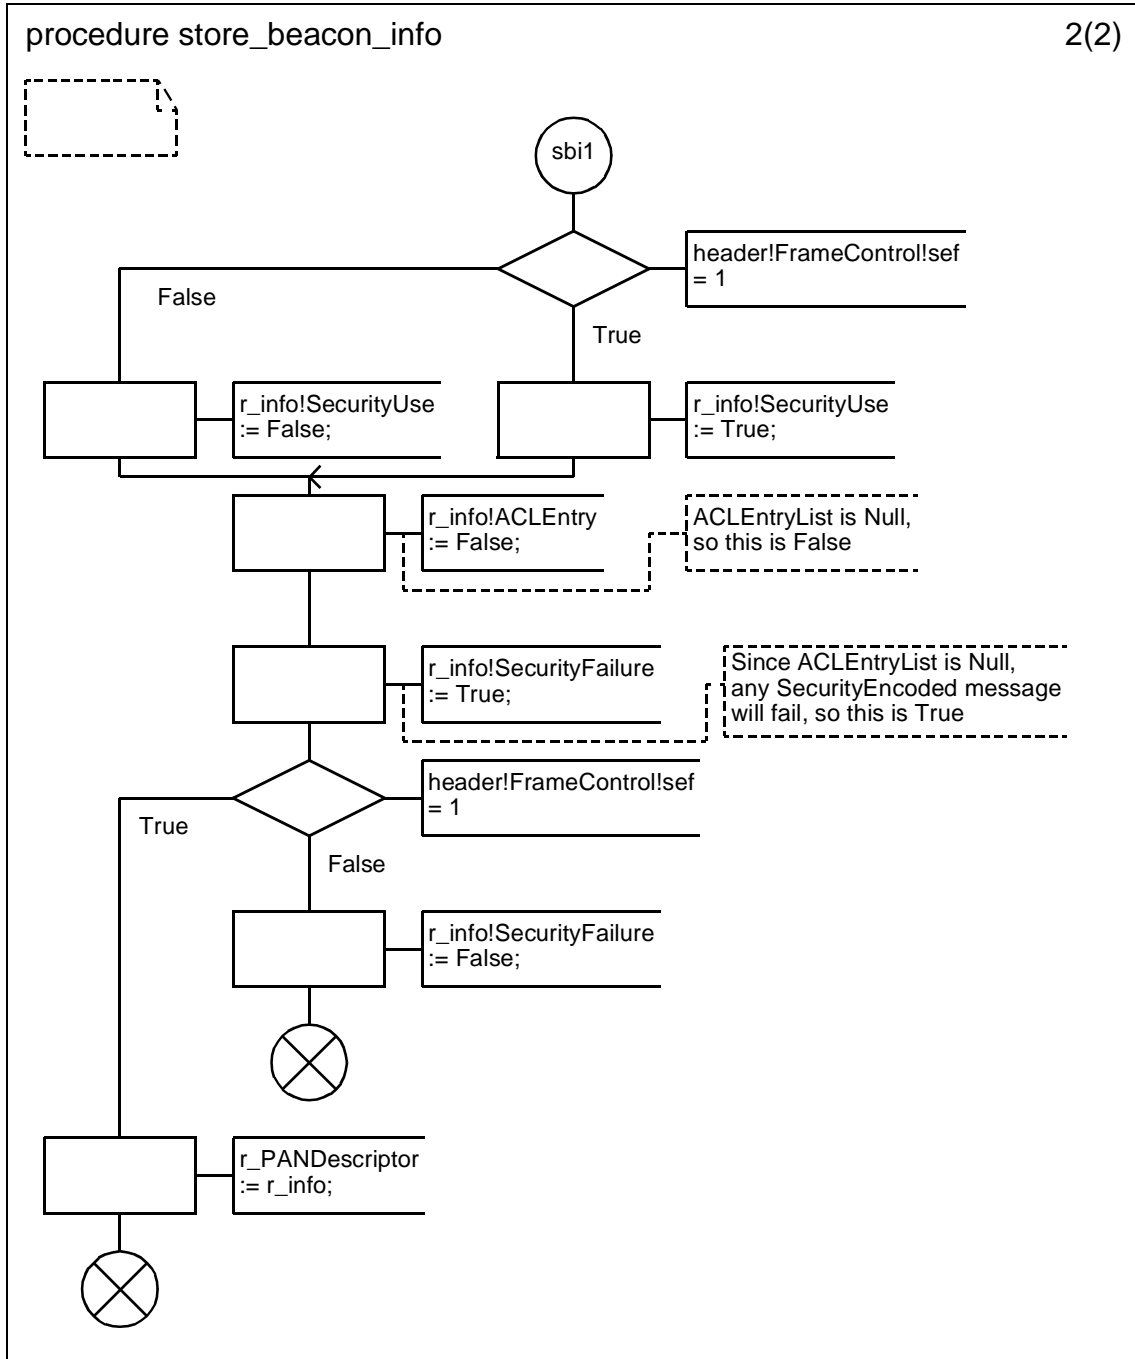 procedure store_beacon_info
2(2)
sbi1
header!FrameControl!sef
= 1
False
True
r_info!SecurityUse
:= False;
r_info!SecurityUse
:= True;
r_info!ACLEntry
:= False;
ACLEntryList is Null,
so this is False
r_info!SecurityFailure
:= True;
Since ACLEntryList is Null,
any SecurityEncoded message
will fail, so this is True
header!FrameControl!sef
= 1
True
False
r_info!SecurityFailure
:= False;
r_PANDescriptor
:= r_info;